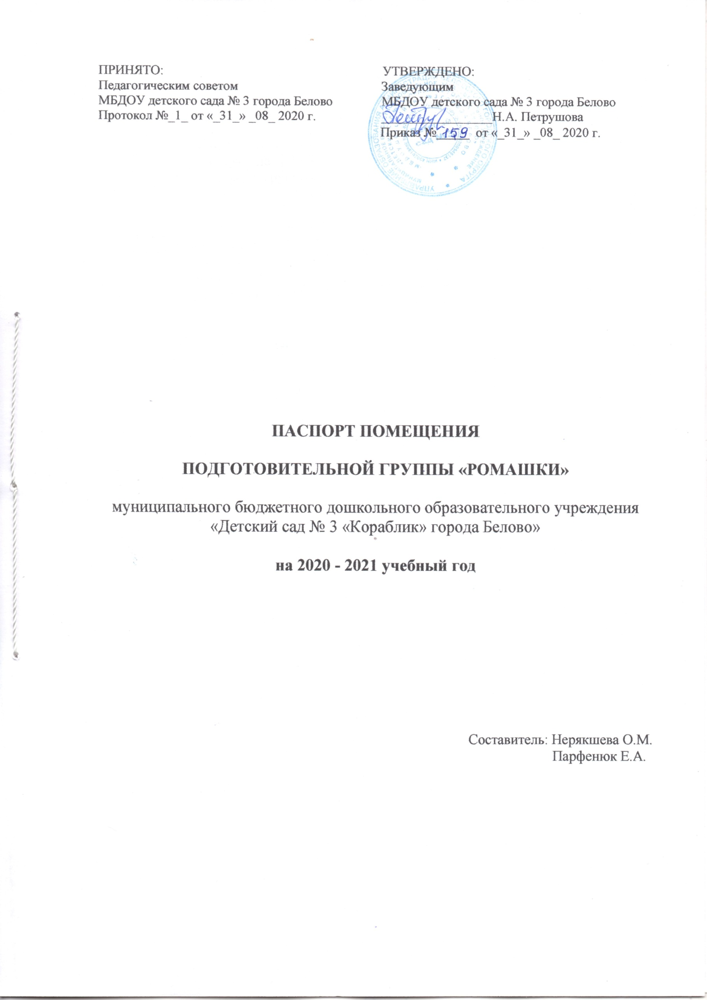 ПРИНЯТО:
Педагогическим советом
МБДОУ детского сада № 3 города Белово
Протокол №_1_ от «_31_» _08_ 2020 г.
УТВЕРЖДЕНО:
Заведующим
МБДОУ детского сада № 3 города Белово
Н.А. Петрушова
Приказ № 159 от «_31_» _08_ 2020 г.
ПАСПОРТ ПОМЕЩЕНИЯ
ПОДГОТОВИТЕЛЬНОЙ ГРУППЫ «РОМАШКИ»
муниципального бюджетного дошкольного образовательного учреждения
«Детский сад № 3 «Кораблик» города Белово»
на 2020 - 2021 учебный год
Составитель: Нерякшева О.М.
Парфенюк Е.А.